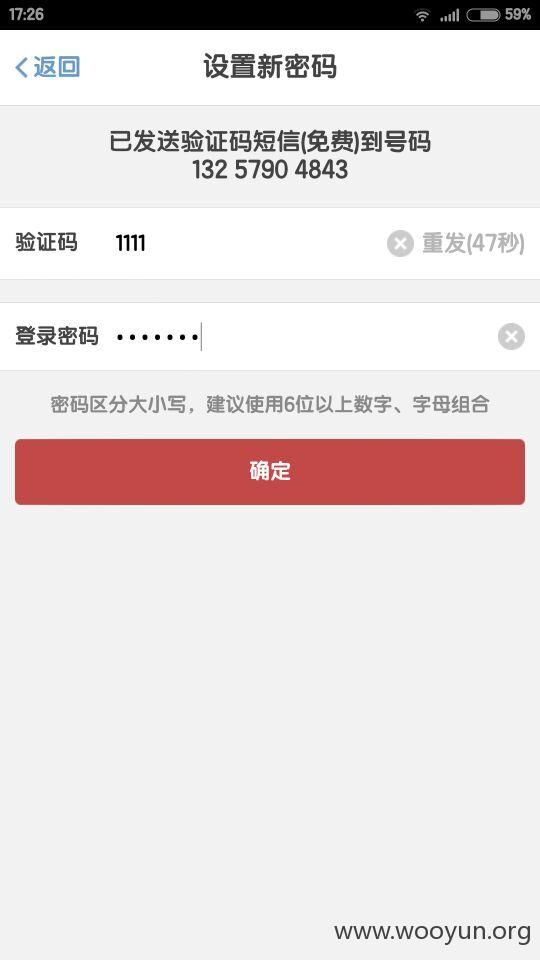 17:26 59%
返回 设置新密码
已发送验证码短信(免费)到号码
132 5790 4843
验证码 1111 重发(47秒)
登录密码 •••••••
密码区分大小写，建议使用6位以上数字、字母组合
确定
www.wooyun.org